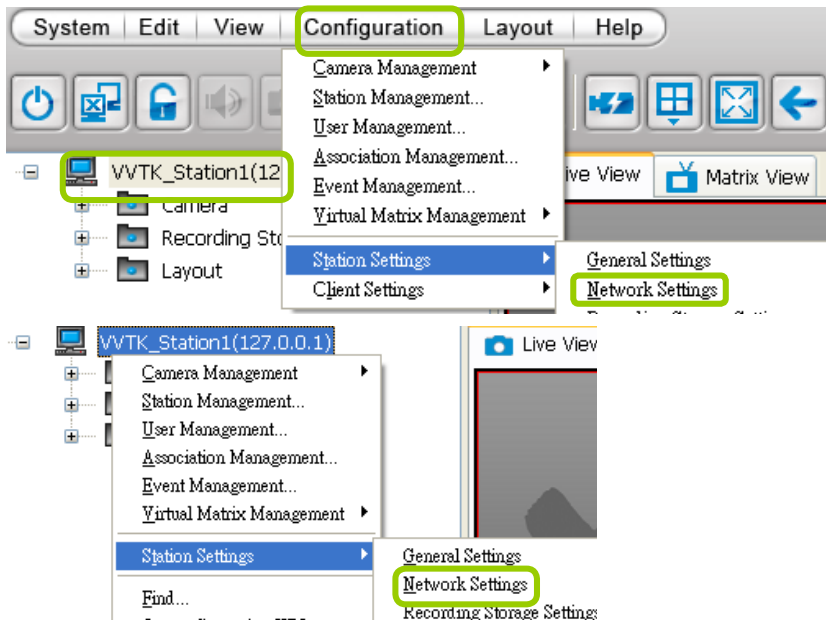 System Edit View Configuration Layout Help
Camera Management
Station Management...
User Management...
Association Management...
Event Management...
Virtual Matrix Management
Station Settings
Client Settings
General Settings
Network Settings
VVTK_Station1(12
Camera
Recording Sto
Layout
ive View Matrix View
VVTK_Station1(127.0.0.1)
Live View
Camera Management
Station Management...
User Management...
Association Management...
Event Management...
Virtual Matrix Management
Station Settings
Find...
General Settings
Network Settings
Recording Storage Settings